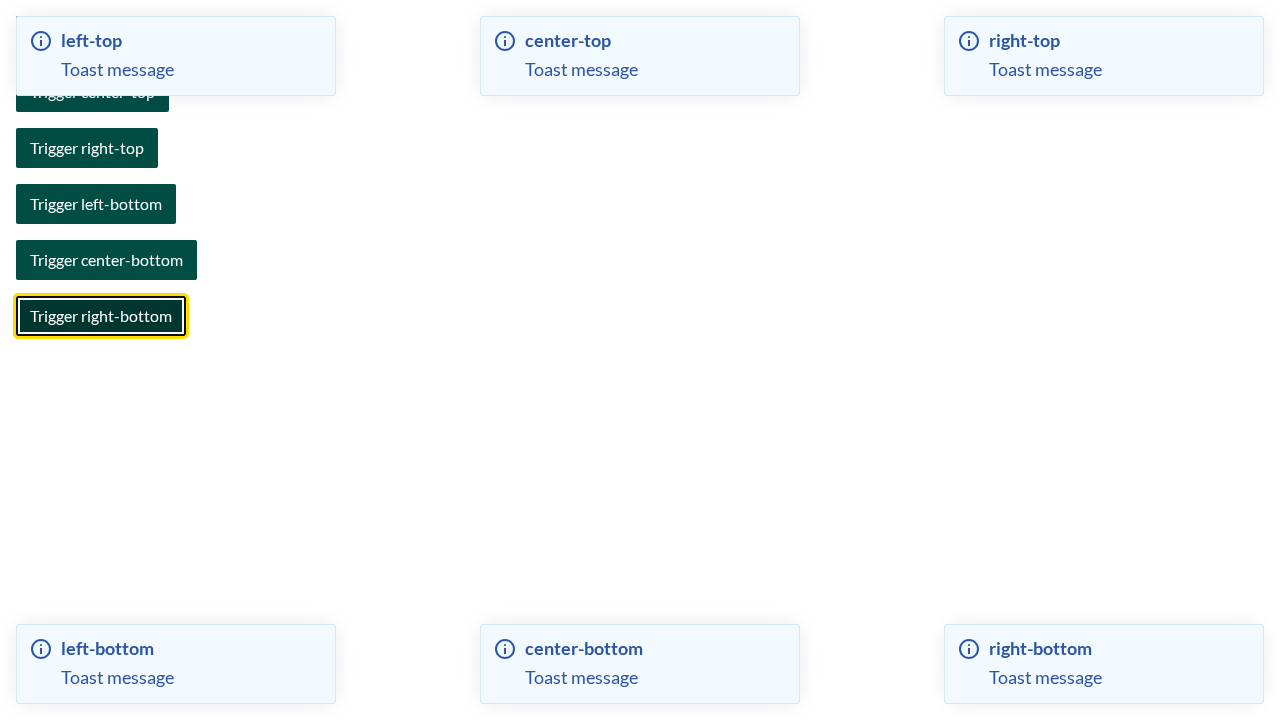 left-top
Toast message
center-top
Toast message
right-top
Toast message
Trigger center-top
Trigger right-top
Trigger left-bottom
Trigger center-bottom
Trigger right-bottom
left-bottom
Toast message
center-bottom
Toast message
right-bottom
Toast message